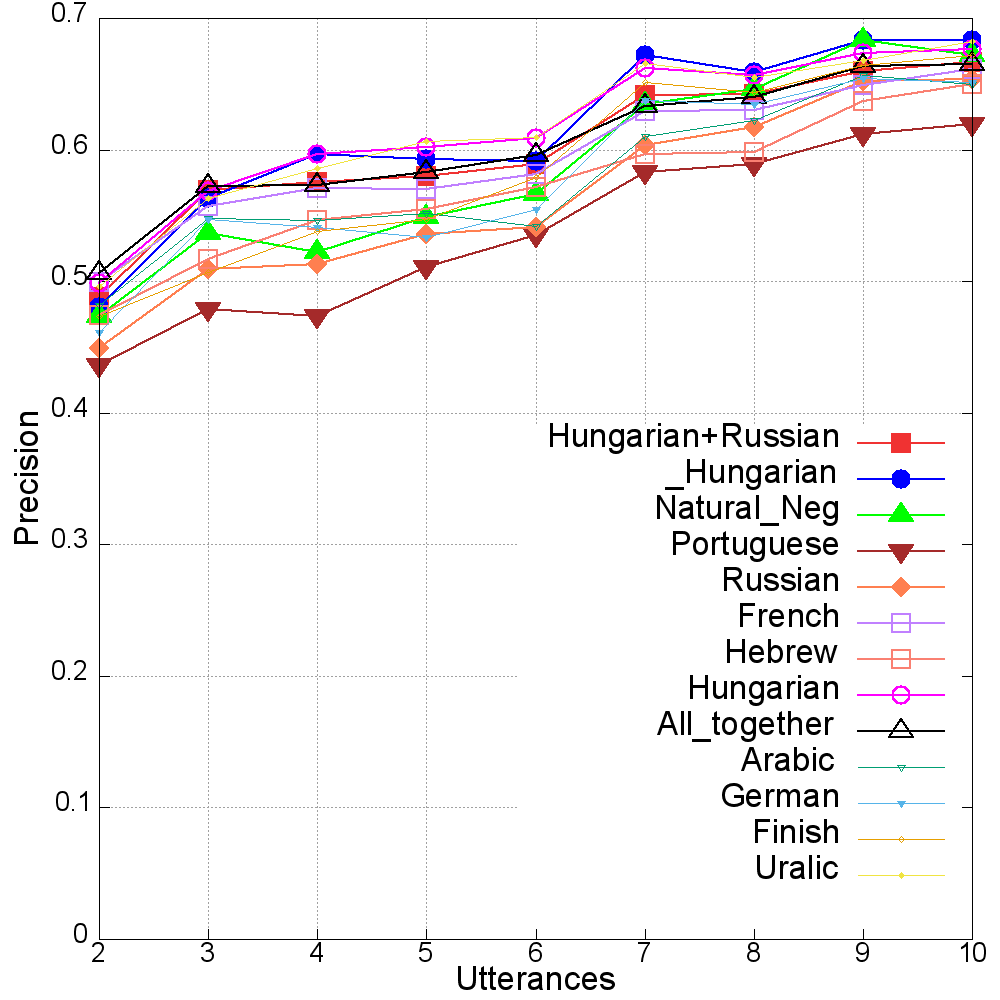 0.7
0.6
0.5
0.4
0.3
0.2
0.1
0
Precision
Hungarian+Russian
_Hungarian
Natural_Neg
Portuguese
Russian
French
Hebrew
Hungarian
All_together
Arabic
German
Finish
Uralic
2 3 4 5 6 7 8 9 10
Utterances